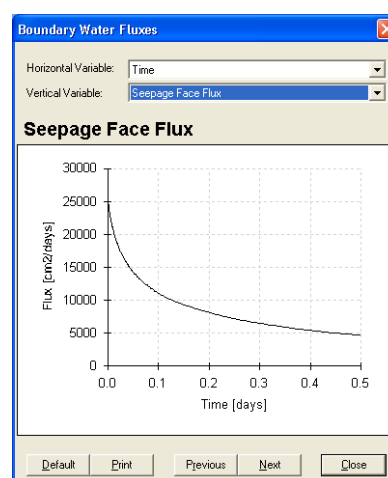 Boundary Water Fluxes
Horizontal Variable: Time
Vertical Variable: Seepage Face Flux
Seepage Face Flux
30000
25000
20000
15000
10000
5000
0
Flux [cm2/days]
0.0 0.1 0.2 0.3 0.4 0.5
Time [days]
Default Print Previous Next Close